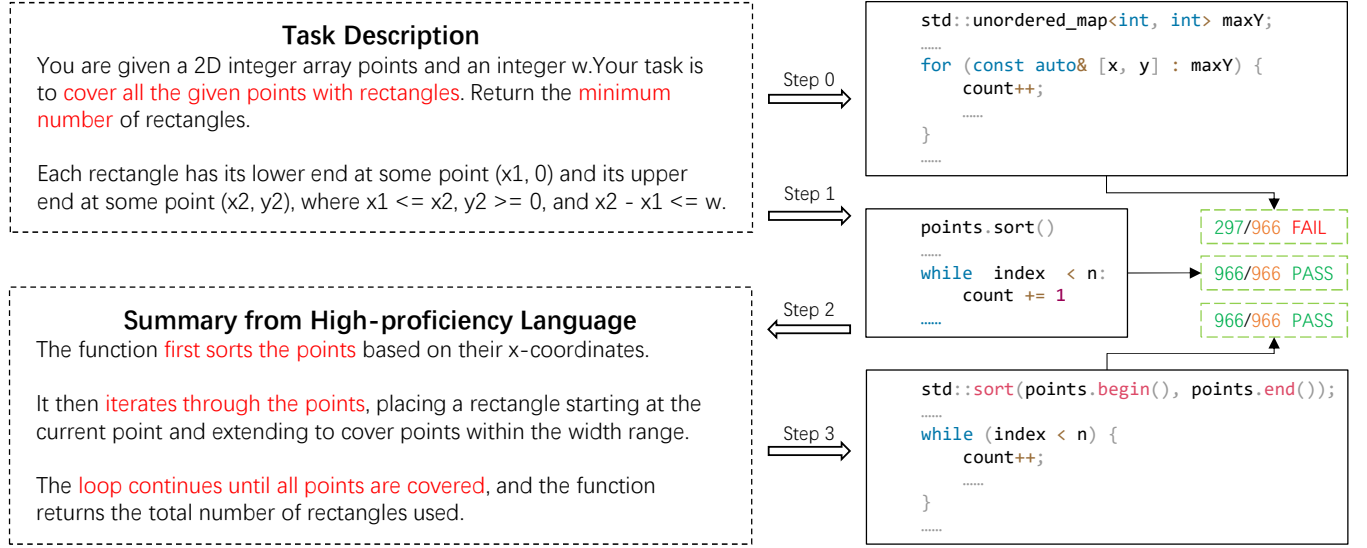 Task Description
You are given a 2D integer array points and an integer w.Your task is
to cover all the given points with rectangles. Return the minimum
number of rectangles.
Each rectangle has its lower end at some point (x1, 0) and its upper
end at some point (x2, y2), where x1 <= x2, y2 >= 0, and x2 - x1 <= w.
Summary from High-proficiency Language
The function first sorts the points based on their x-coordinates.
It then iterates through the points, placing a rectangle starting at the
current point and extending to cover points within the width range.
The loop continues until all points are covered, and the function
returns the total number of rectangles used.
Step 0
Step 1
Step 2
Step 3
std::unordered_map<int, int> maxY;
……
for (const auto& [x, y] : maxY) {
    count++;
    ……
}
……
points.sort()
……
while index < n:
    count += 1
……
297/966 FAIL
966/966 PASS
966/966 PASS
std::sort(points.begin(), points.end());
……
while (index < n) {
    count++;
    ……
}
……